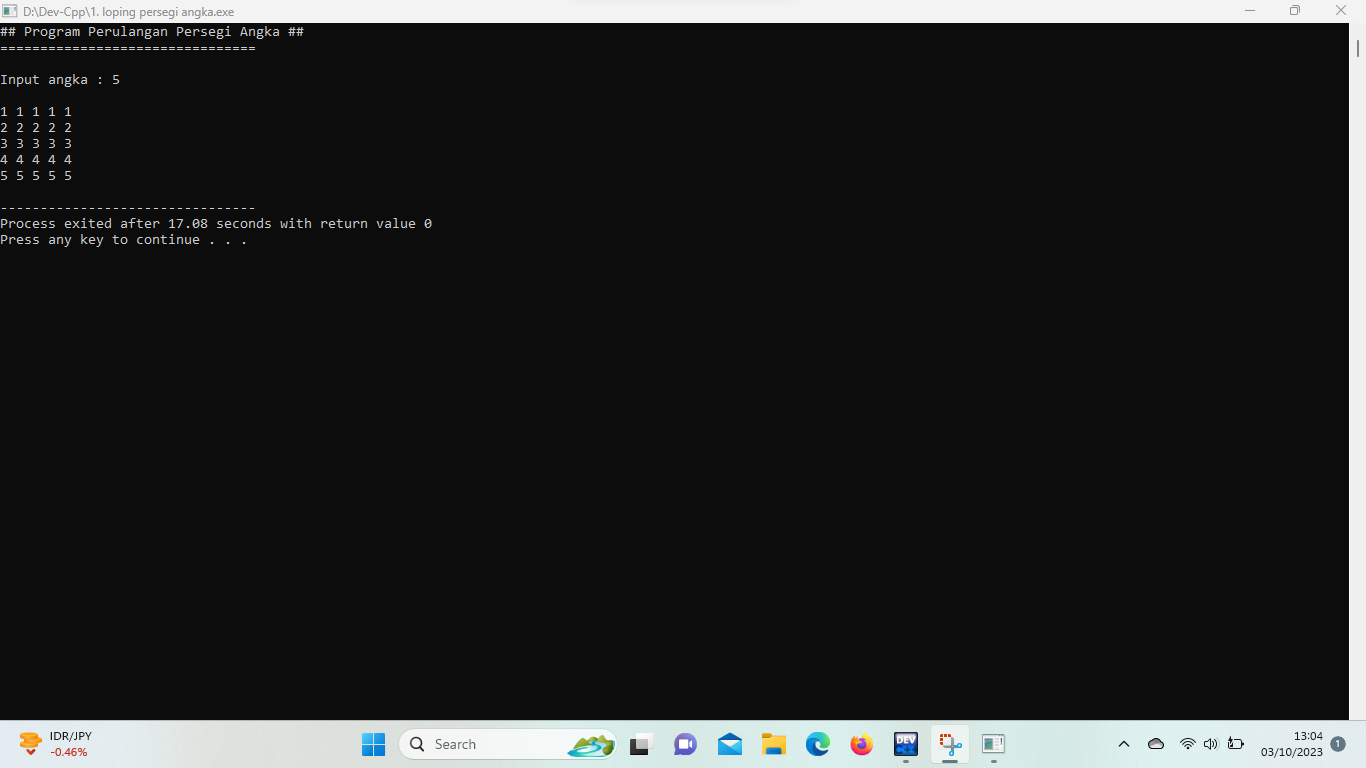 D:\Dev-Cpp\1. loping persegi angka.exe
## Program Perulangan Persegi Angka ##
================================
Input angka : 5
1 1 1 1 1
2 2 2 2 2
3 3 3 3 3
4 4 4 4 4
5 5 5 5 5
--------------------------------
Process exited after 17.08 seconds with return value 0
Press any key to continue . . .
IDR/JPY
-0.46%
Search
DEV
13:04
03/10/2023
1